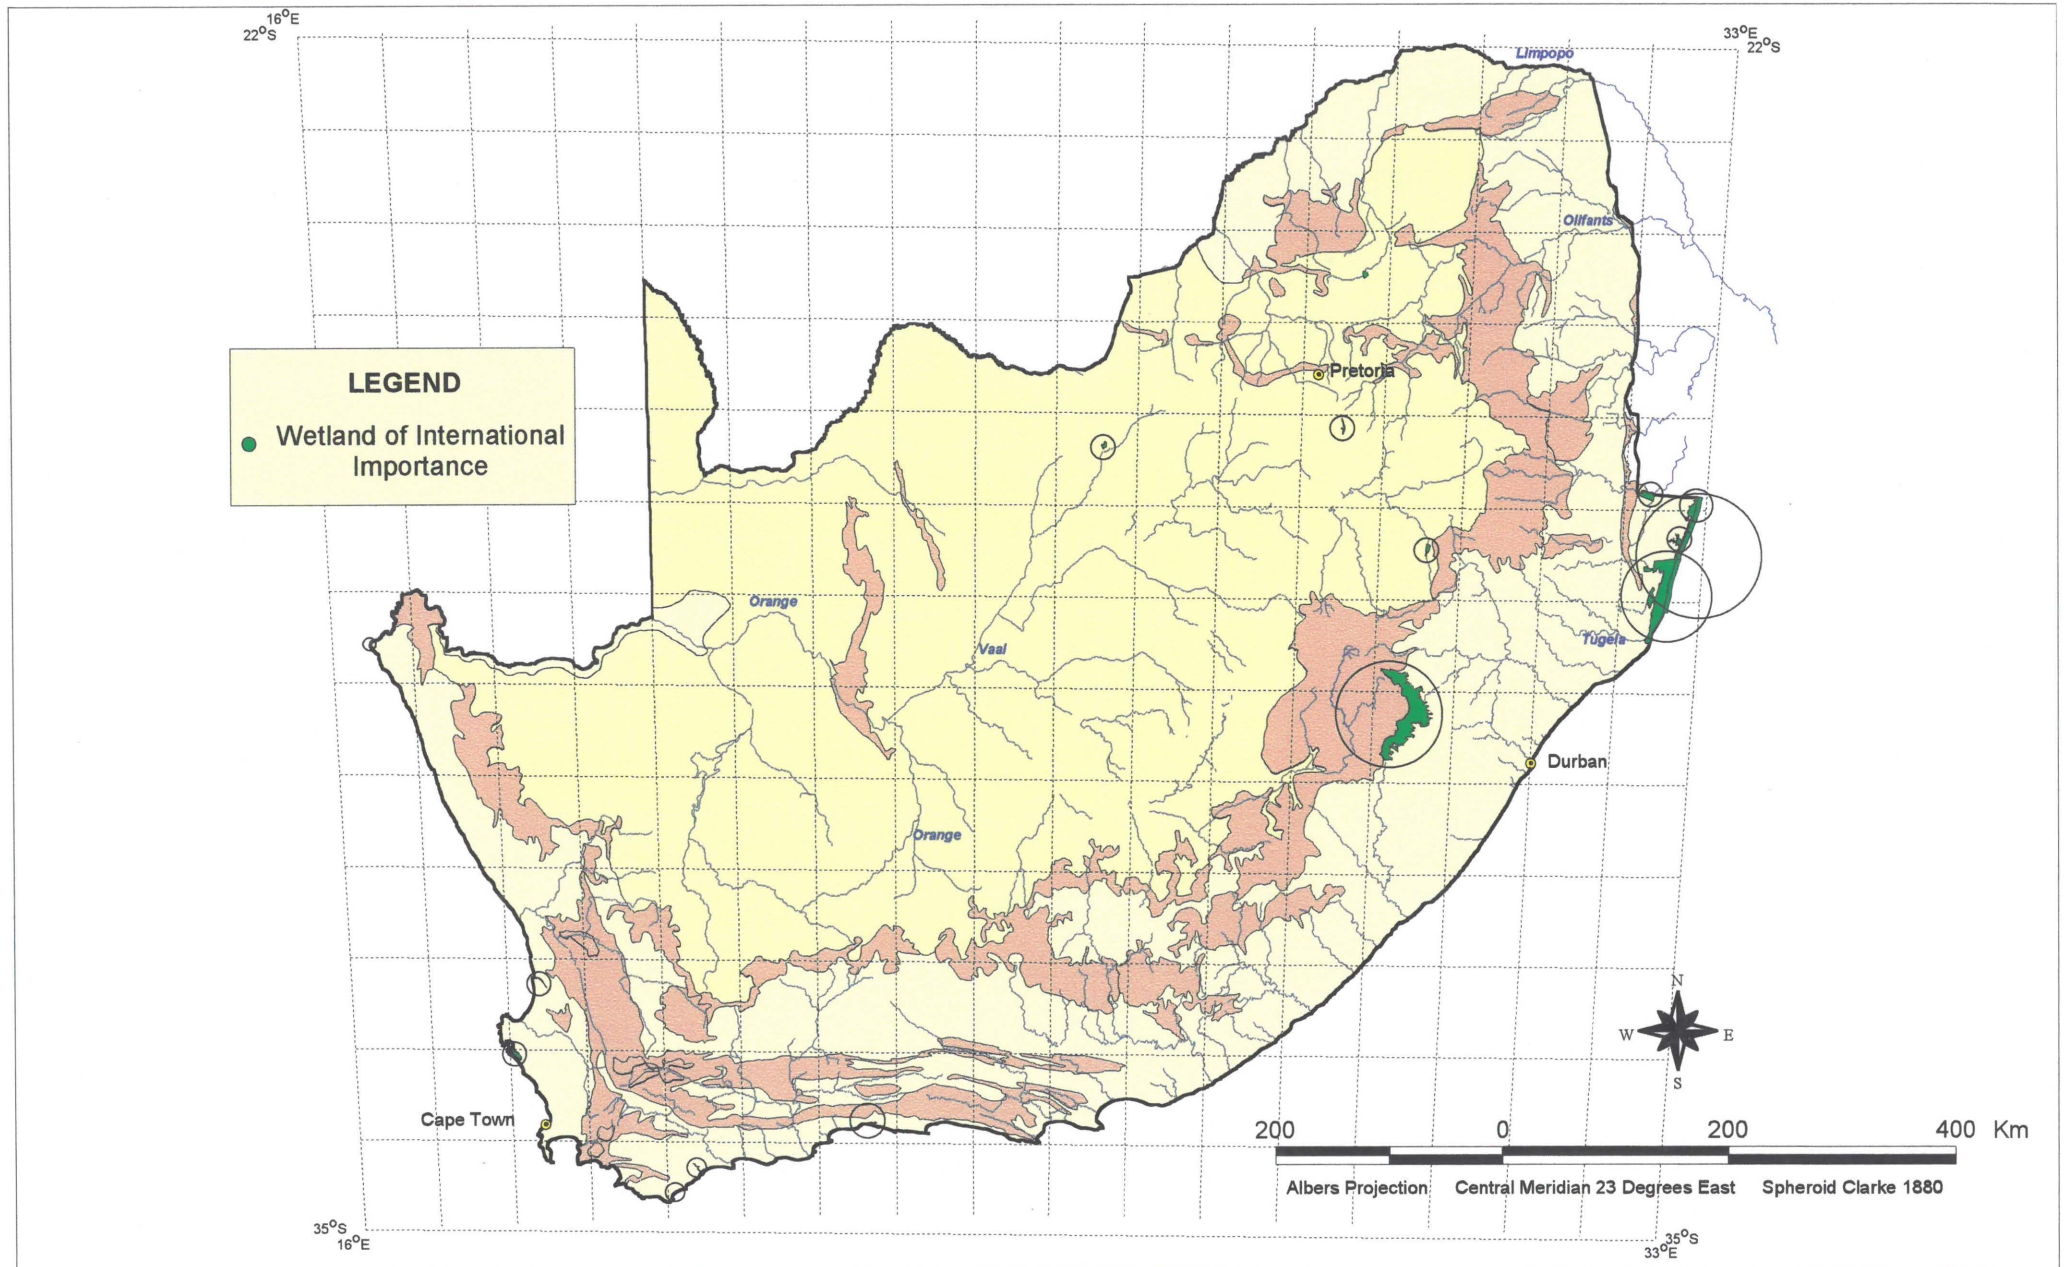 16°E
22°S
33°E
22°S
Limpopo
Olifants
LEGEND
Wetland of International
Importance
Pretoria
Orange
Vaal
Tugela
Durban
Orange
N
W E
S
Cape Town
200 0 200 400 Km
Albers Projection Central Meridian 23 Degrees East Spheroid Clarke 1880
35°S
16°E
35°S
33°E